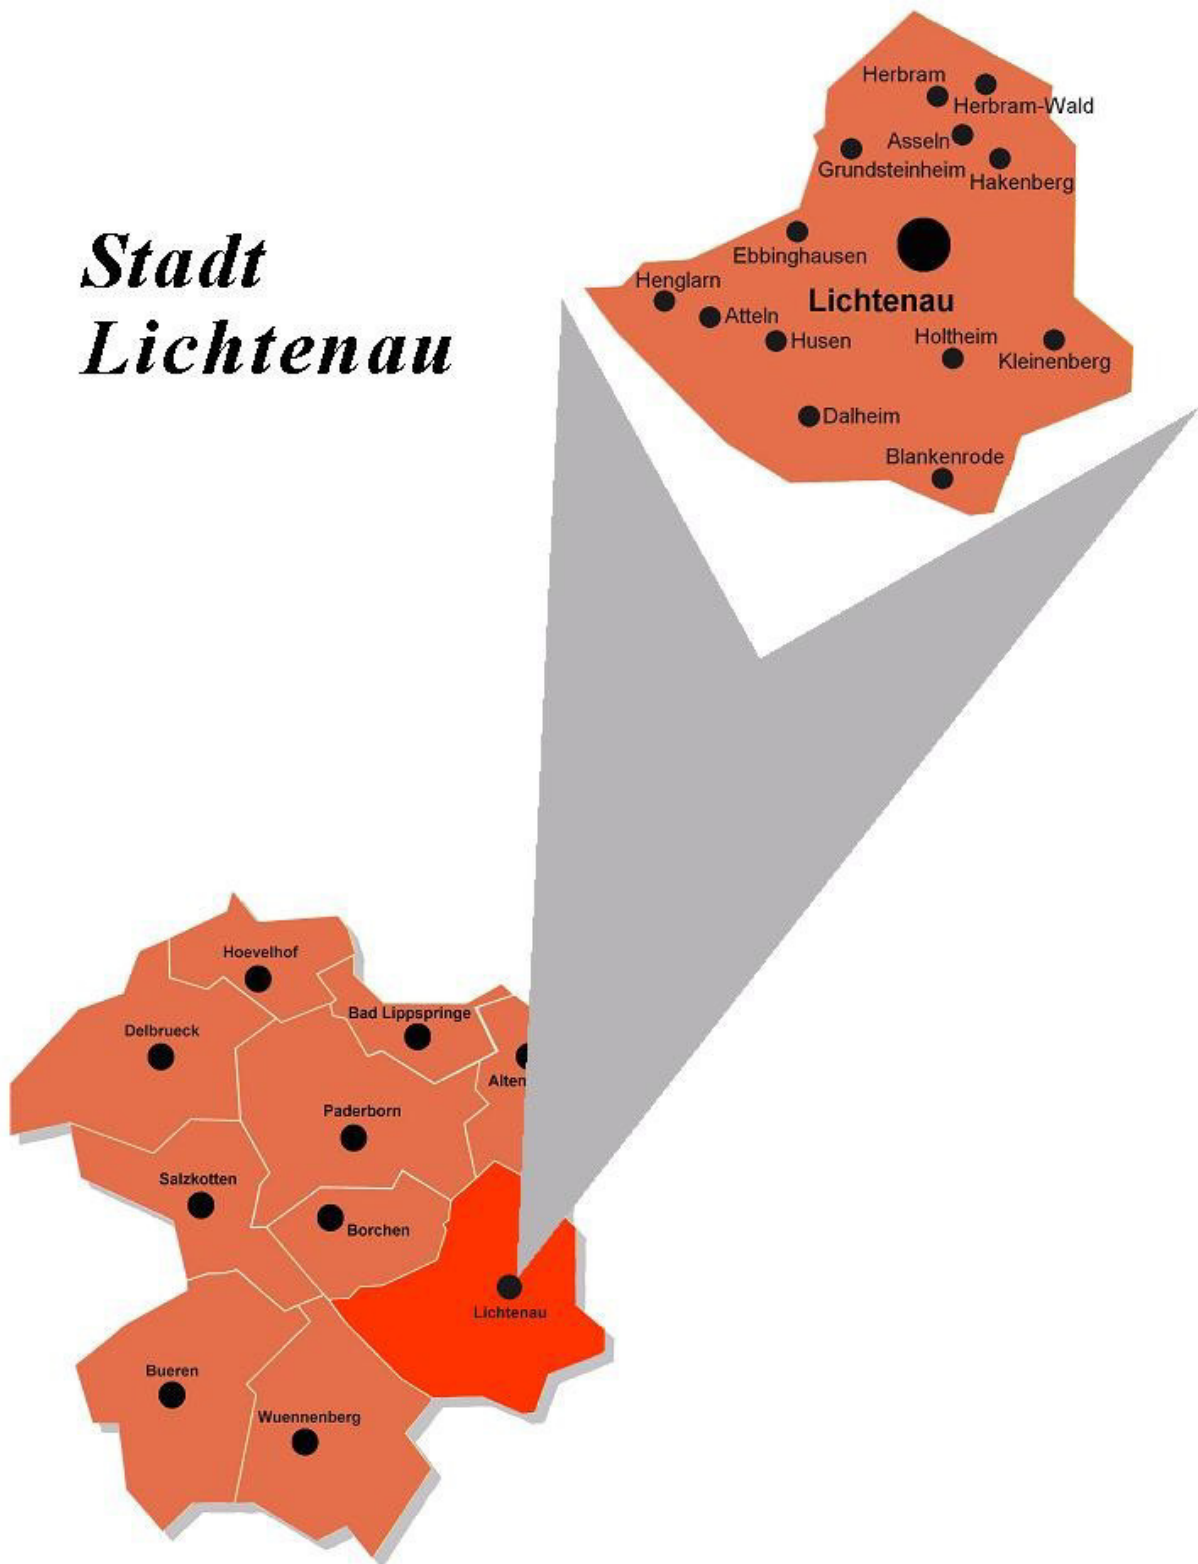 Stadt
Lichtenau
Herbram
Herbram-Wald
Asseln
Grundsteinheim
Hakenberg
Ebbinghausen
Henglarn
Lichtenau
Atteln
Husen
Holtheim
Kleinenberg
Dalheim
Blankenrode
Hoevelhof
Bad Lippspringe
Delbrueck
Alten
Paderborn
Salzkotten
Borchen
Lichtenau
Bueren
Wuennenberg